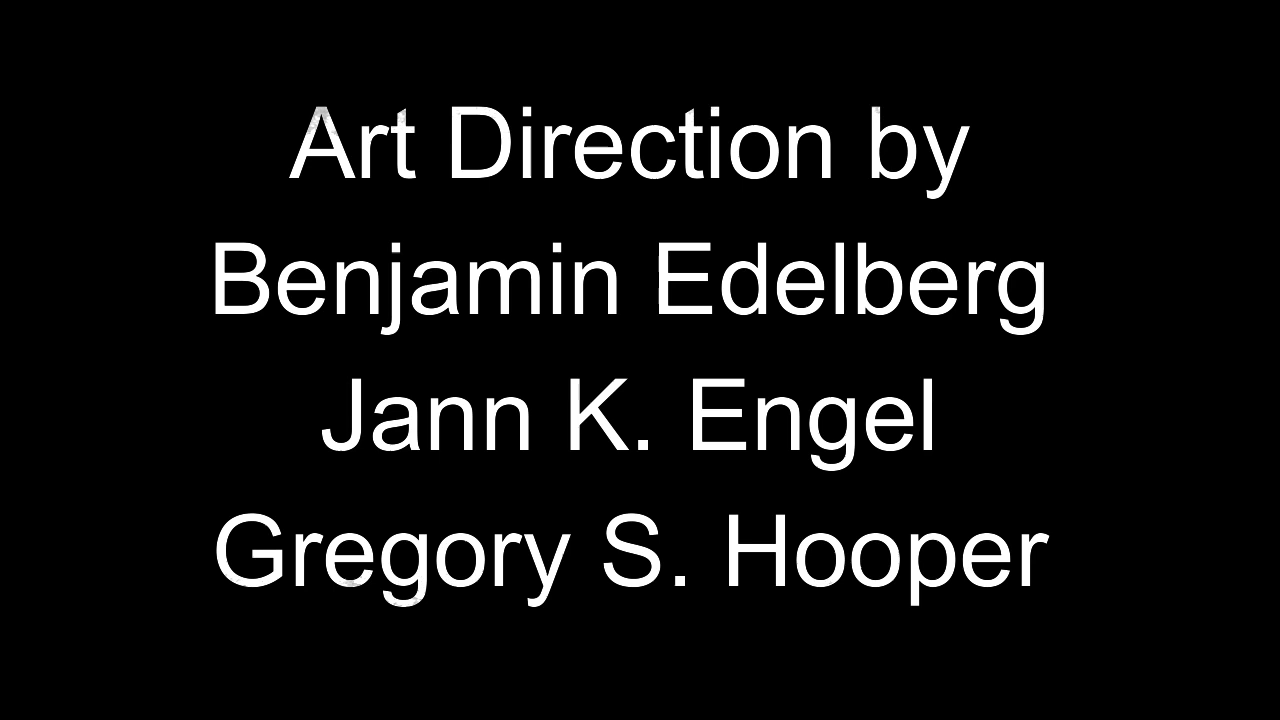 Art Direction by
Benjamin Edelberg
Jann K. Engel
Gregory S. Hooper